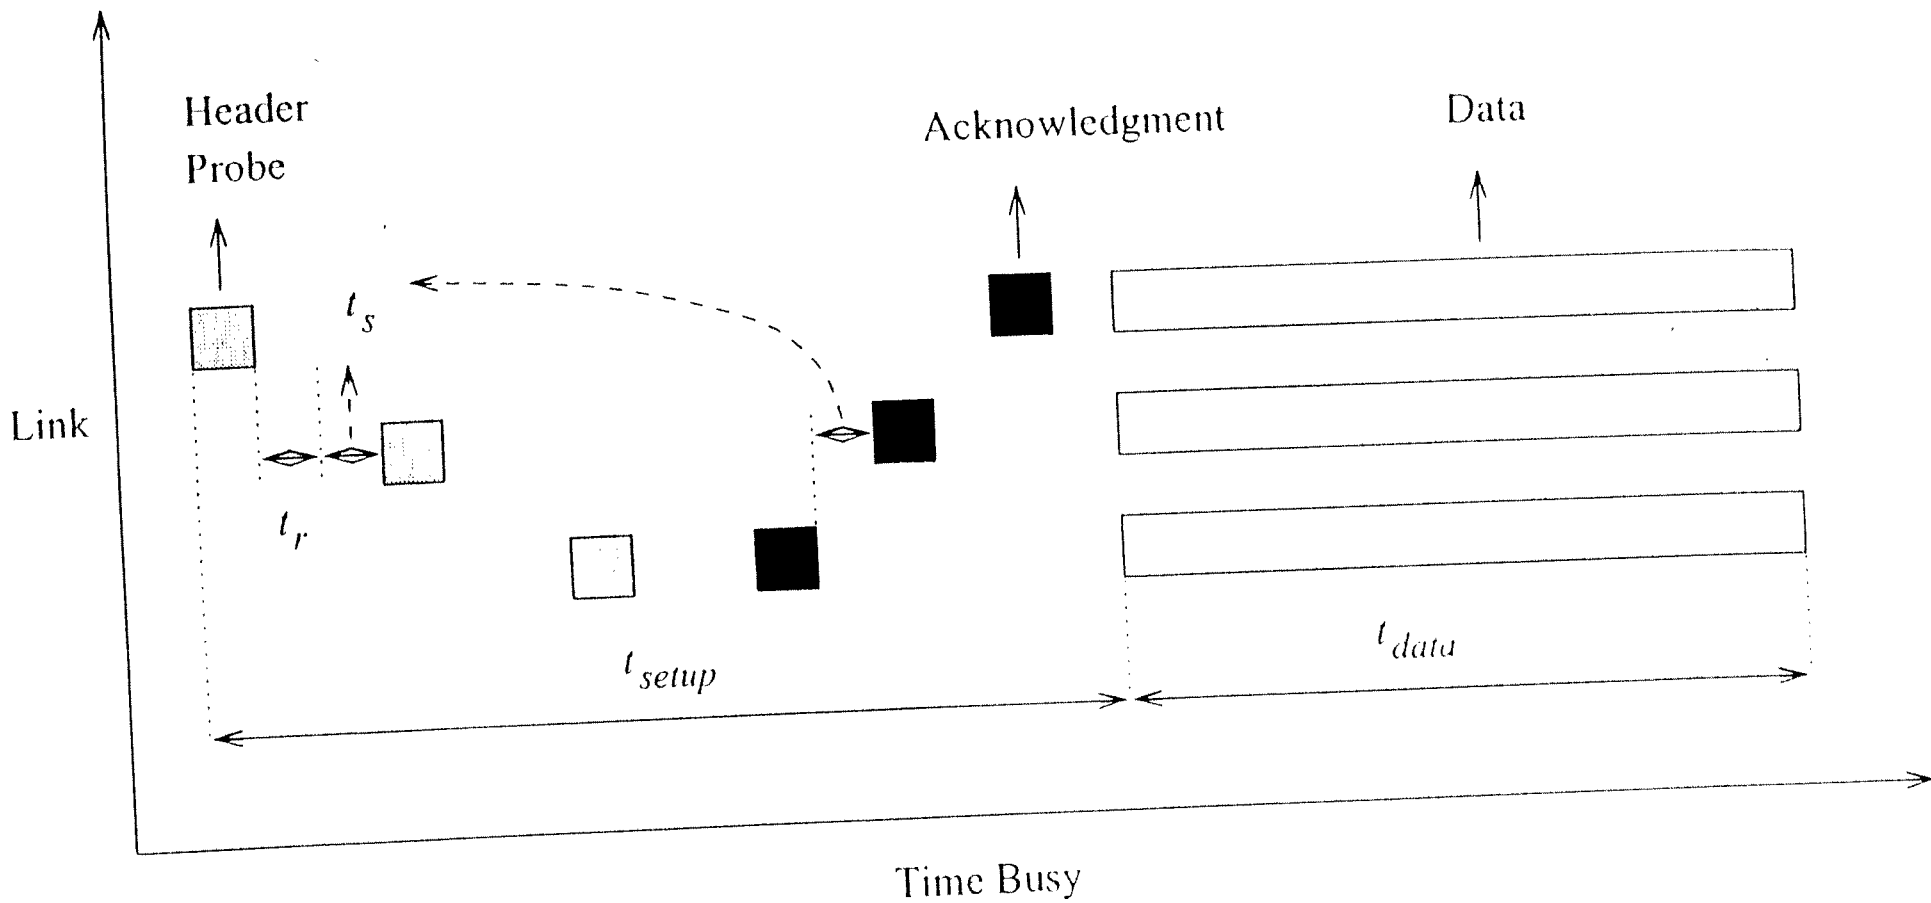 Header
Probe
Acknowledgment
Data
t_s
Link
t_r
t_setup
t_data
Time Busy